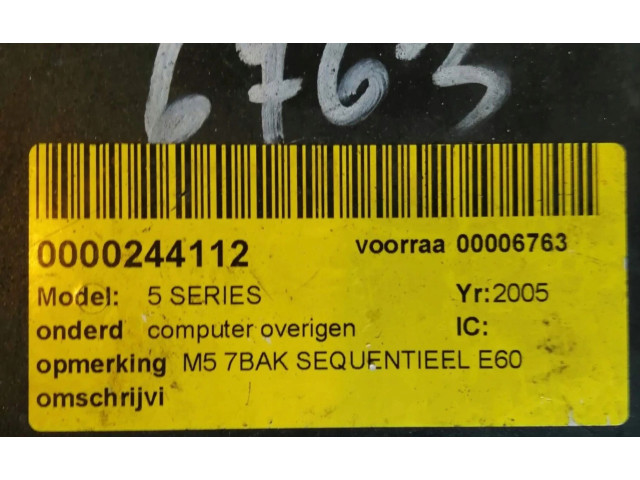 6763
0000244112 voorraa 00006763
Model: 5 SERIES Yr:2005
onderd computer overigen IC:
opmerking M5 7BAK SEQUENTIEEL E60
omschrijvi